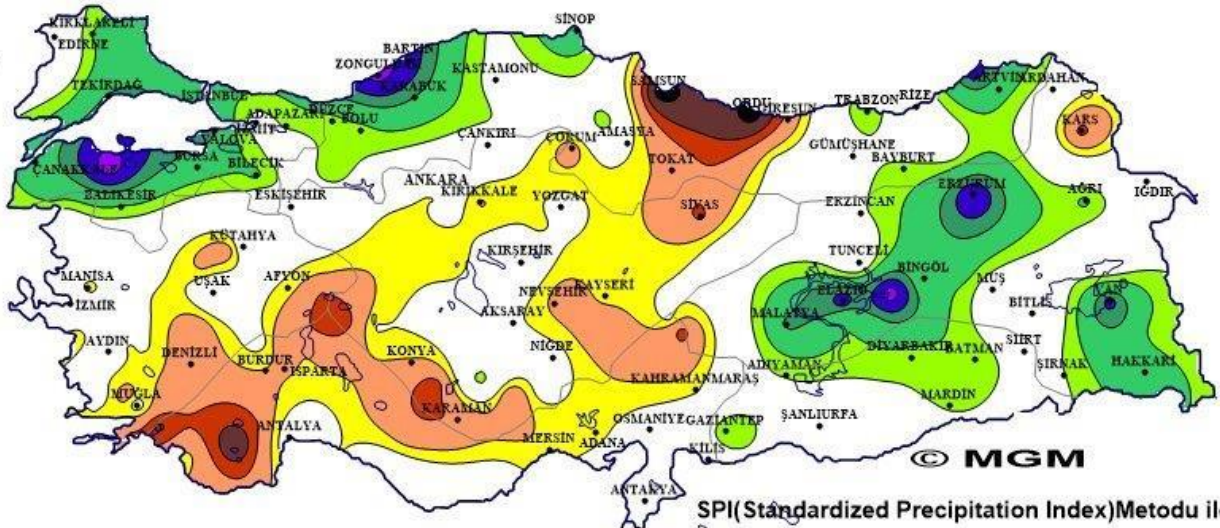 SİNOP
KIRKLARELİ
EDİRNE
BARTIN
ZONGULDAK
KASTAMONU
KARABÜK
TEKİRDAĞ
İSTANBUL
SAMSUN
ORDU
GİRESUN
TRABZON
RİZE
ARTVİN
ARDAHAN
ADAPAZARI
DÜZCE
BOLU
YALOVA
KARS
ÇANKIRI
ÇORUM
AMASYA
TOKAT
GÜMÜŞHANE
BAYBURT
ÇANAKKALE
BURSA
BİLECİK
BALIKESİR
ESKİŞEHİR
ANKARA
KIRIKKALE
YOZGAT
SİVAS
ERZİNCAN
ERZURUM
AĞRI
IĞDIR
KÜTAHYA
KIRŞEHİR
TUNCELİ
BİNGÖL
MUŞ
MANİSA
UŞAK
AFYON
İZMİR
NEVŞEHİR
KAYSERİ
AKSARAY
ELAZIĞ
MALATYA
BİTLİS
VAN
AYDIN
DENİZLİ
BURDUR
ISPARTA
KONYA
NİĞDE
ADIYAMAN
DİYARBAKIR
BATMAN
SİİRT
ŞIRNAK
HAKKARİ
MUĞLA
KARAMAN
KAHRAMANMARAŞ
MARDİN
ANTALYA
MERSİN
ADANA
OSMANİYE
GAZİANTEP
ŞANLIURFA
KİLİS
ANTAKYA
© MGM
SPI(Standardized Precipitation Index)Metodu il